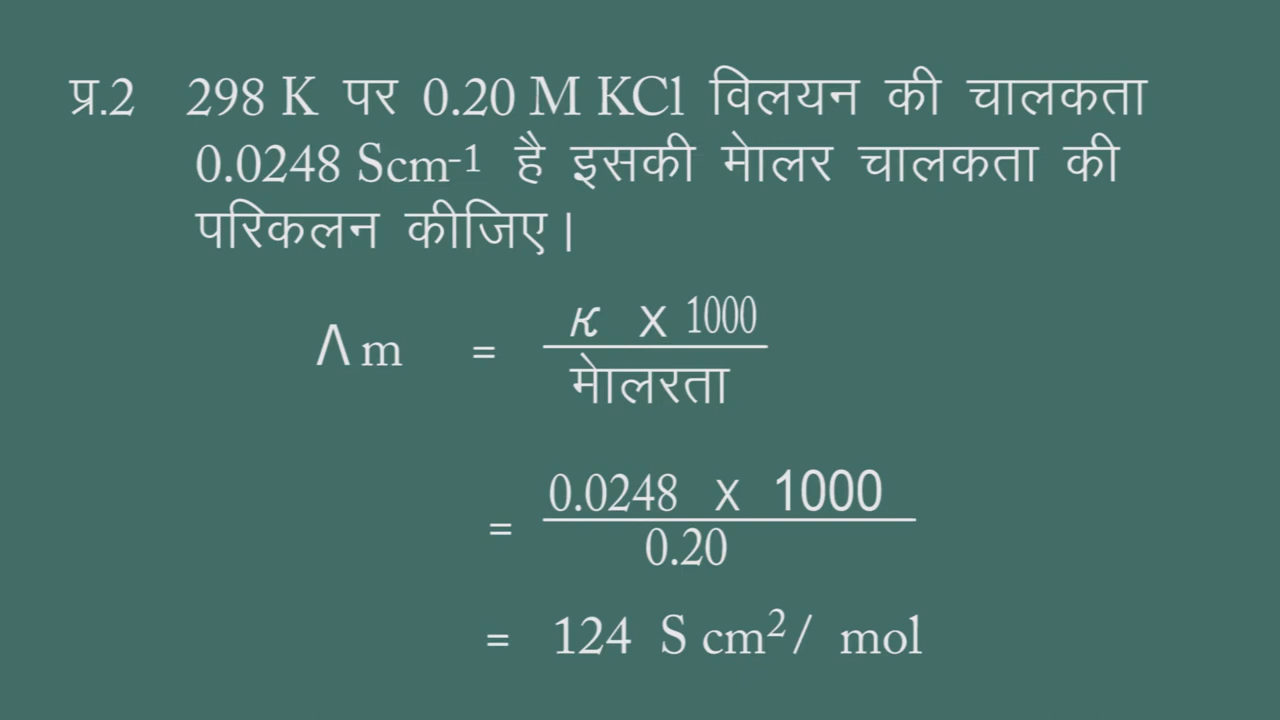 प्र.2 298 K पर 0.20 M KCl विलयन की चालकता
0.0248 Scm-1 है इसकी मोलर चालकता की
परिकलन कीजिए।
Λm = κ x 1000
मोलरता
= 0.0248 x 1000
0.20
= 124 S cm²/ mol